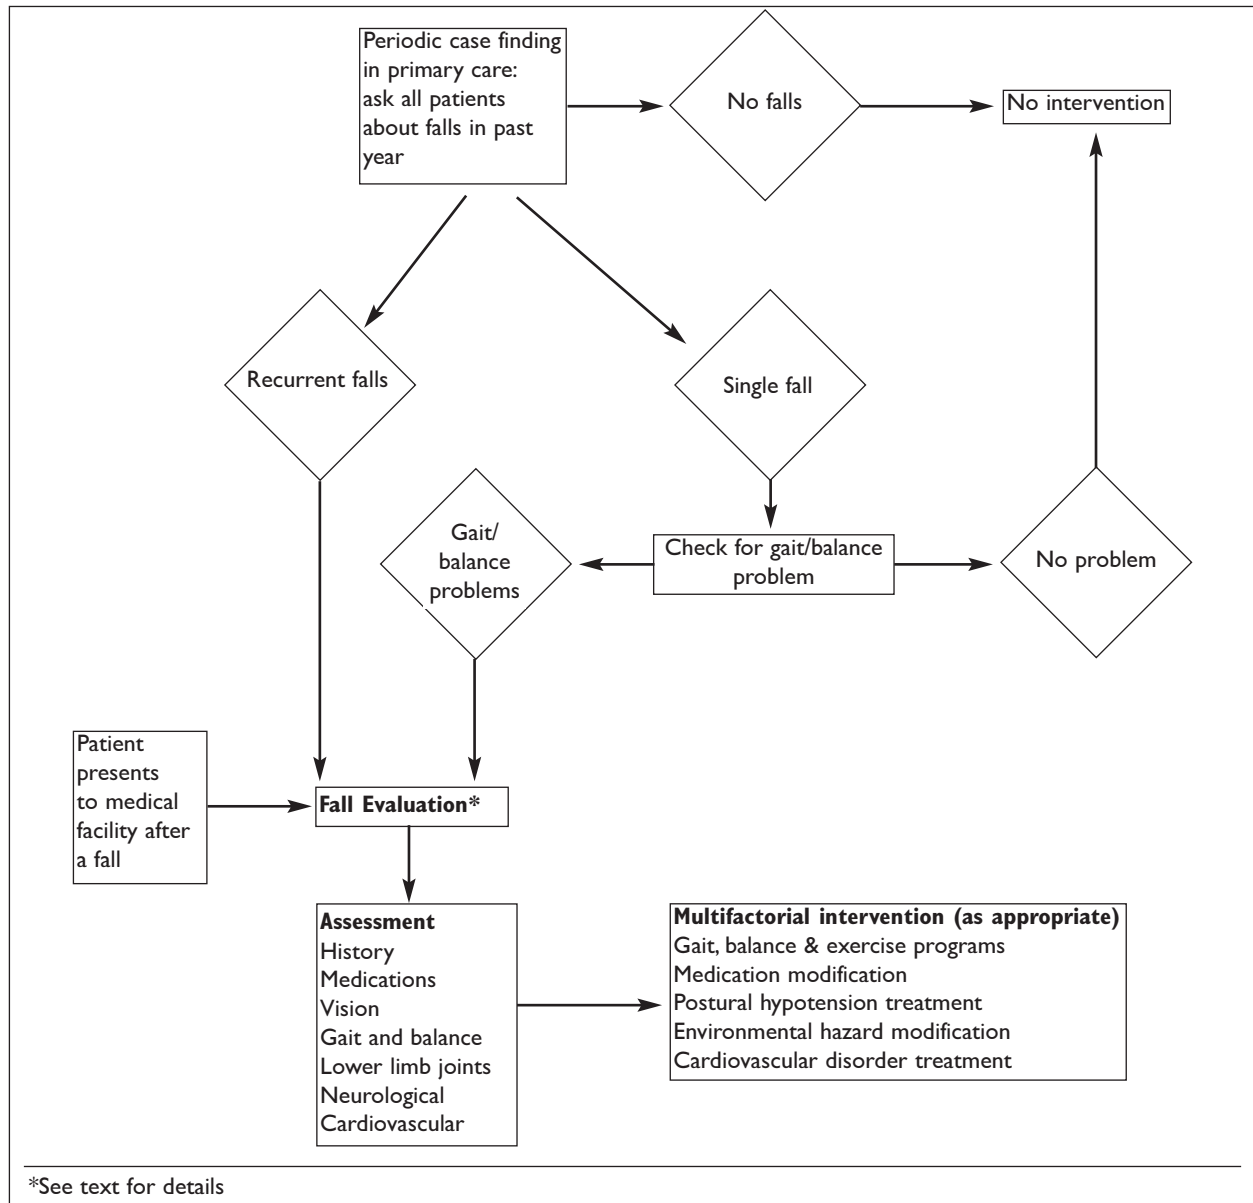 Periodic case finding
in primary care:
ask all patients
about falls in past
year
No falls
No intervention
Recurrent falls
Single fall
Gait/
balance
problems
Check for gait/balance
problem
No problem
Patient
presents
to medical
facility after
a fall
Fall Evaluation*
Assessment
History
Medications
Vision
Gait and balance
Lower limb joints
Neurological
Cardiovascular
Multifactorial intervention (as appropriate)
Gait, balance & exercise programs
Medication modification
Postural hypotension treatment
Environmental hazard modification
Cardiovascular disorder treatment
*See text for details